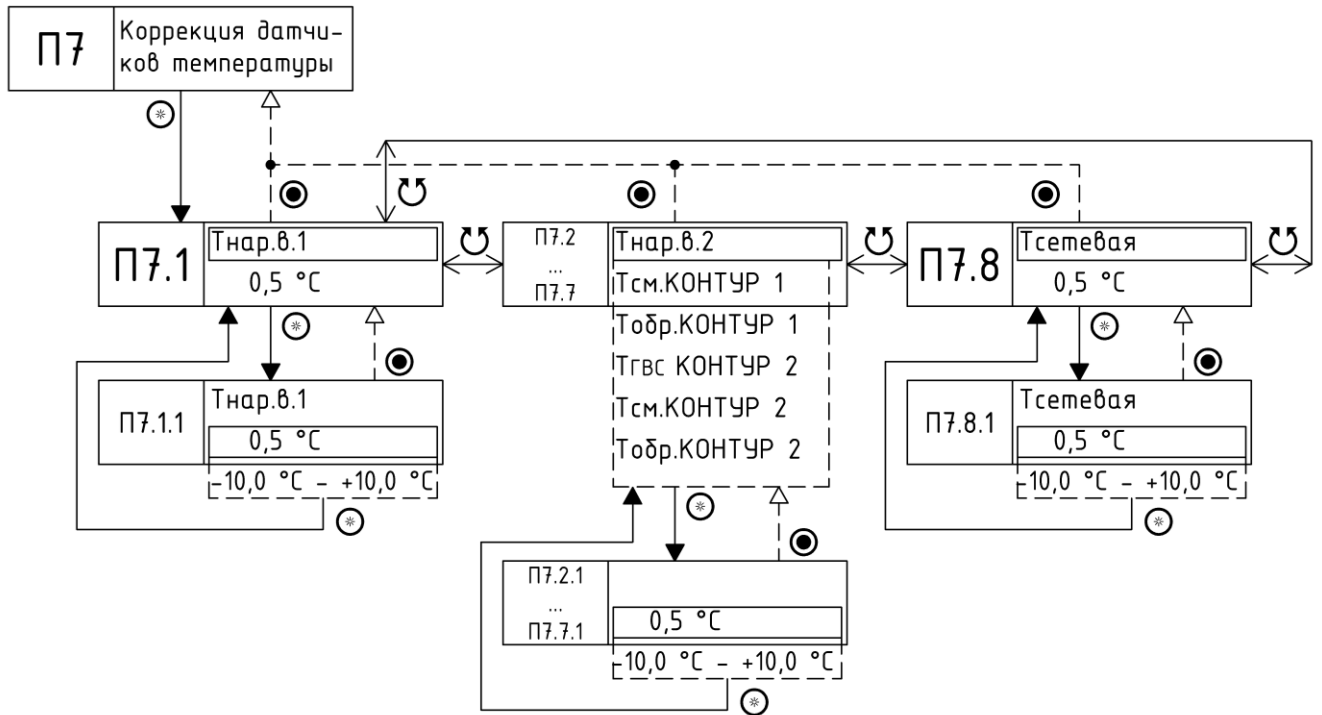 П7
Коррекция датчи-
ков температуры
П7.1
Тнар.в.1
0,5 °C
П7.2
...
П7.7
Тнар.в.2
Тсм.КОНТУР 1
Тобр.КОНТУР 1
Тгвс КОНТУР 2
Тсм.КОНТУР 2
Тобр.КОНТУР 2
П7.8
Тсетевая
0,5 °C
П7.1.1
Тнар.в.1
0,5 °C
-10,0 °C - +10,0 °C
П7.8.1
Тсетевая
0,5 °C
-10,0 °C - +10,0 °C
П7.2.1
...
П7.7.1
0,5 °C
-10,0 °C - +10,0 °C